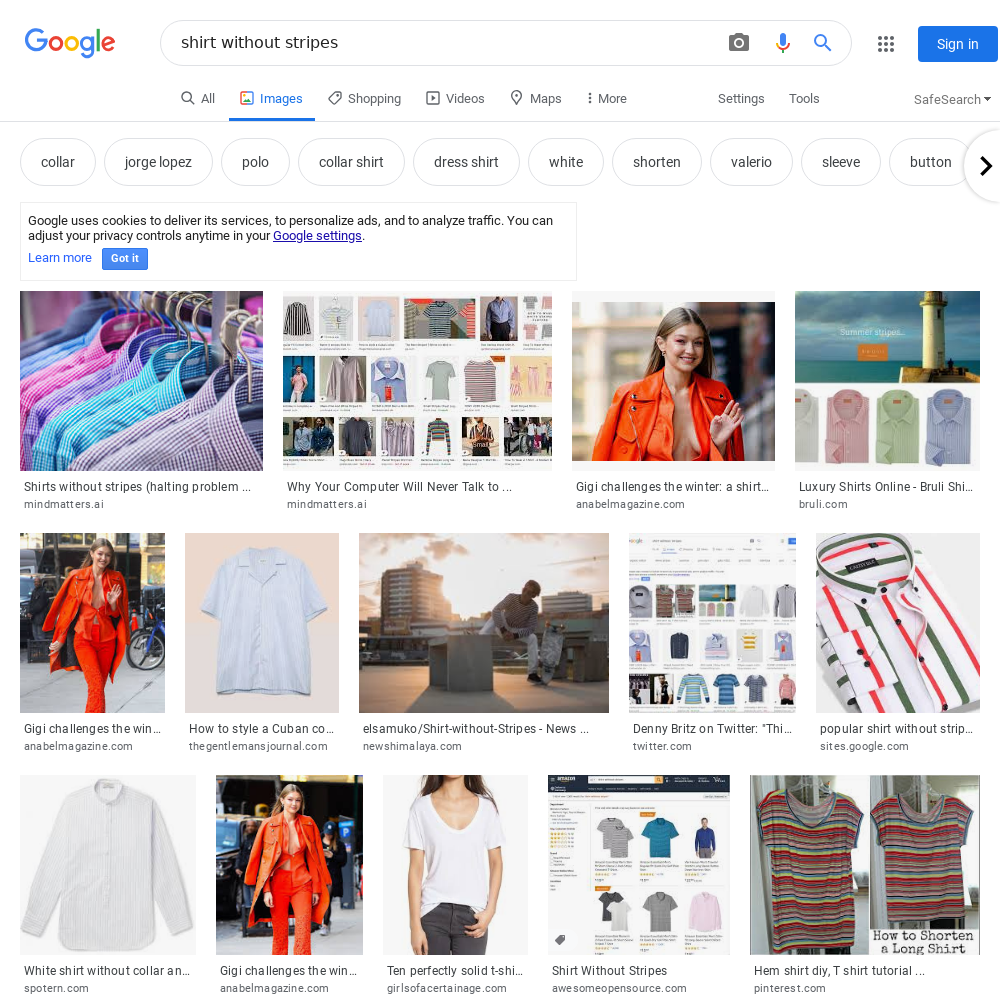 Google
shirt without stripes
Sign in
All
Images
Shopping
Videos
Maps
More
Settings
Tools
SafeSearch
collar
jorge lopez
polo
collar shirt
dress shirt
white
shorten
valerio
sleeve
button
Google uses cookies to deliver its services, to personalize ads, and to analyze traffic. You can
adjust your privacy controls anytime in your Google settings.
Learn more
Got it
Summer stripes...
Shirts without stripes (halting problem ...
mindmatters.ai
Why Your Computer Will Never Talk to ...
mindmatters.ai
Gigi challenges the winter: a shirt...
anabelmagazine.com
Luxury Shirts Online - Bruli Shi...
bruli.com
Gigi challenges the win...
anabelmagazine.com
How to style a Cuban co...
thegentlemansjournal.com
elsamuko/Shirt-without-Stripes - News ...
newshimalaya.com
Denny Britz on Twitter: "Thi...
twitter.com
popular shirt without strip...
sites.google.com
amazon
How to Shorten
a Long Shirt
White shirt without collar an...
spotern.com
Gigi challenges the win...
anabelmagazine.com
Ten perfectly solid t-shi...
girlsofacertainage.com
Shirt Without Stripes
awesomeopensource.com
Hem shirt diy, T shirt tutorial ...
pinterest.com